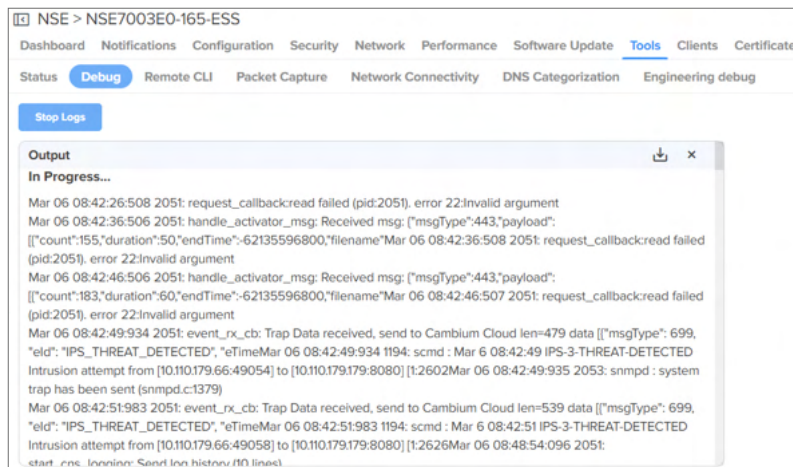 NSE > NSE7003E0-165-ESS
Dashboard Notifications Configuration Security Network Performance Software Update Tools Clients Certificate
Status Debug Remote CLI Packet Capture Network Connectivity DNS Categorization Engineering debug
Stop Logs
Output
In Progress...
Mar 06 08:42:26:508 2051: request_callback:read failed (pid:2051). error 22:Invalid argument
Mar 06 08:42:36:506 2051: handle_activator_msg: Received msg: {"msgType":443,"payload":
[{"count":155,"duration":50,"endTime":-62135596800,"filename"Mar 06 08:42:36:508 2051: request_callback:read failed
(pid:2051). error 22:Invalid argument
Mar 06 08:42:46:506 2051: handle_activator_msg: Received msg: {"msgType":443,"payload":
[{"count":183,"duration":60,"endTime":-62135596800,"filename"Mar 06 08:42:46:507 2051: request_callback:read failed
(pid:2051). error 22:Invalid argument
Mar 06 08:42:49:934 2051: event_rx_cb: Trap Data received, send to Cambium Cloud len=479 data [{"msgType": 699,
"eId": "IPS_THREAT_DETECTED", "eTimeMar 06 08:42:49:934 1194: scmd : Mar 6 08:42:49 IPS-3-THREAT-DETECTED
Intrusion attempt from [10.110.179.66:49054] to [10.110.179.179:8080] [1:2602Mar 06 08:42:49:935 2053: snmpd : system
trap has been sent (snmpd.c:1379)
Mar 06 08:42:51:983 2051: event_rx_cb: Trap Data received, send to Cambium Cloud len=539 data [{"msgType": 699,
"eId": "IPS_THREAT_DETECTED", "eTimeMar 06 08:42:51:983 1194: scmd : Mar 6 08:42:51 IPS-3-THREAT-DETECTED
Intrusion attempt from [10.110.179.66:49058] to [10.110.179.179:8080] [1:2626Mar 06 08:48:54:096 2051:
start_cns_logging: Send log history (10 lines)